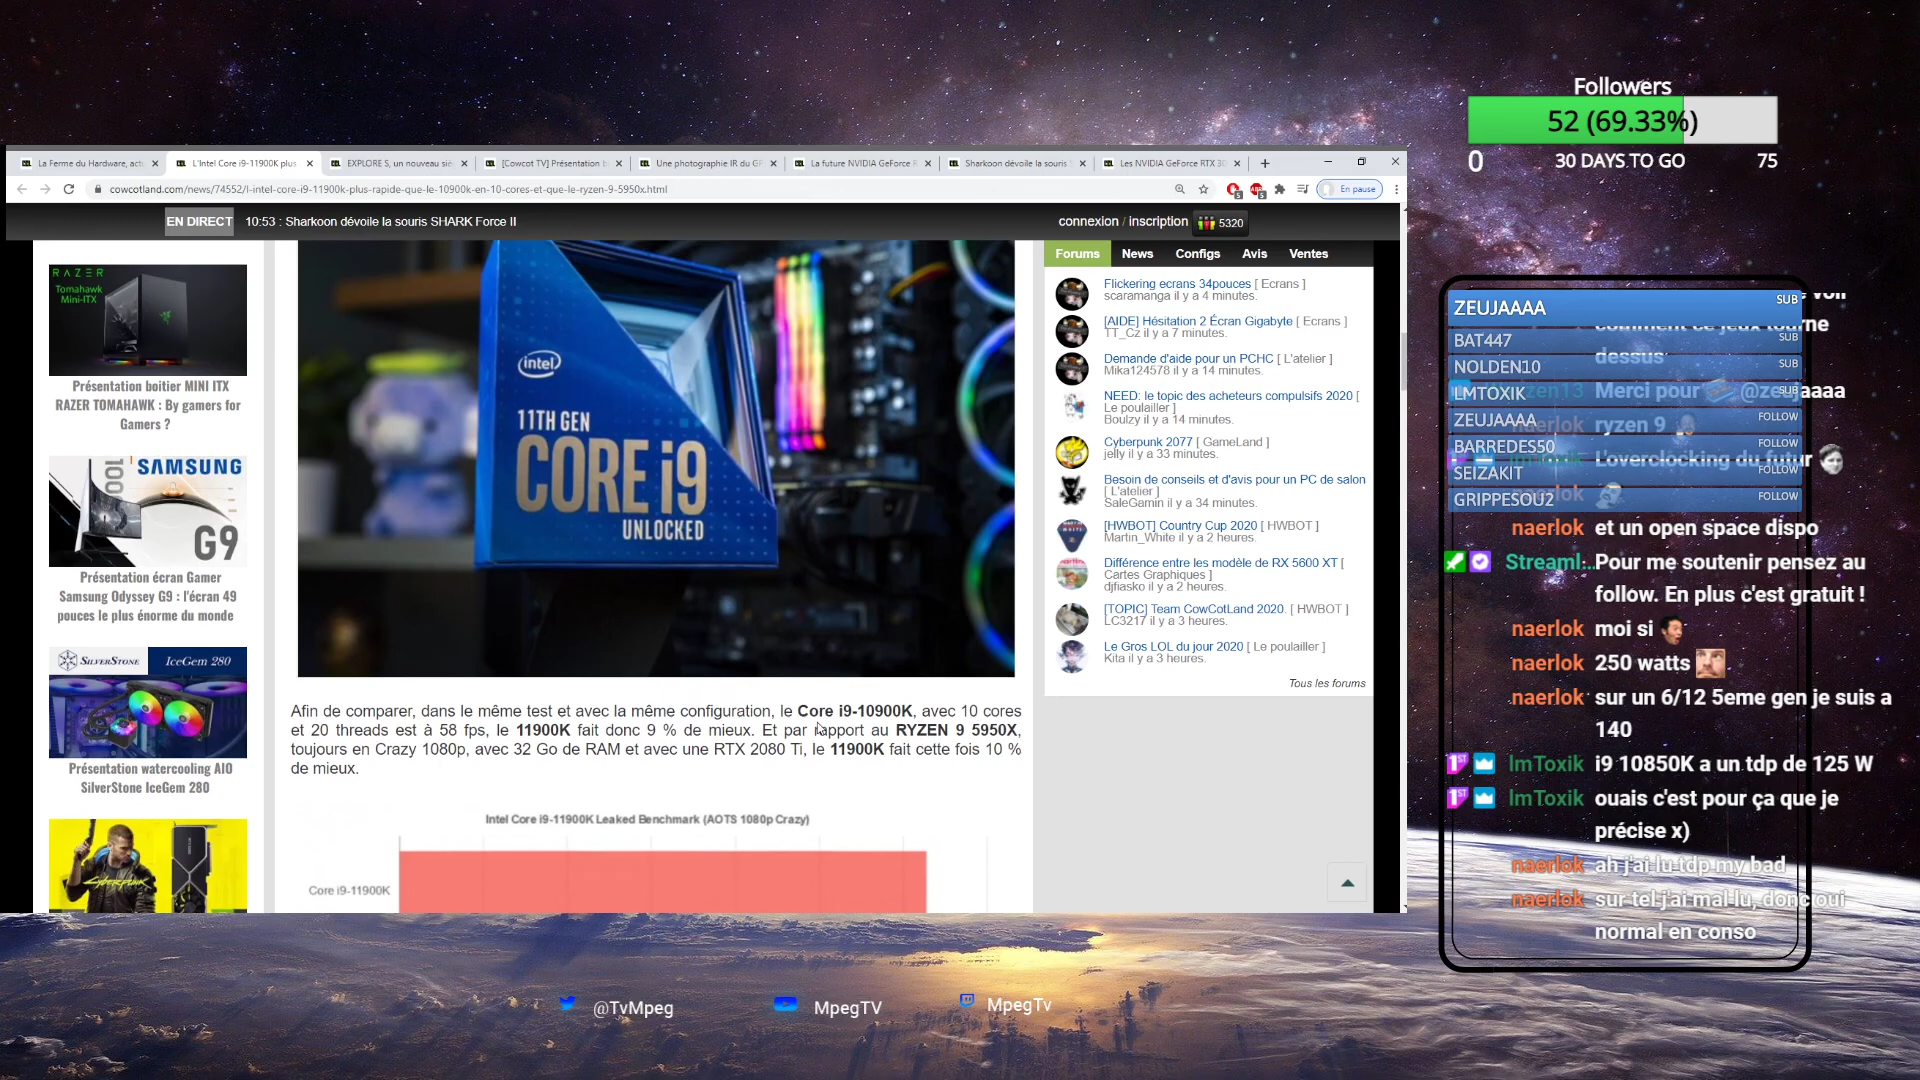 Followers
52 (69.33%)
0
30 DAYS TO GO
75
La Ferme du Hardware, actu
L'Intel Core i9-11900K plus
EXPLORE S, un nouveau siè
[Cowcot TV] Présentation b
Une photographie IR du GP
La future NVIDIA GeForce R
Sharkoon dévoile la souris S
Les NVIDIA GeForce RTX 30
cowcotland.com/news/74552/l-intel-core-i9-11900k-plus-rapide-que-le-10900k-en-10-cores-et-que-le-ryzen-9-5950x.html
En pause
EN DIRECT
10:53 : Sharkoon dévoile la souris SHARK Force II
connexion / inscription
5320
RAZER
Tomahawk
Mini-ITX
Présentation boitier MINI ITX
RAZER TOMAHAWK : By gamers for
Gamers ?
SAMSUNG
G9
Présentation écran Gamer
Samsung Odyssey G9 : l'écran 49
pouces le plus énorme du monde
SILVERSTONE
IceGem 280
Présentation watercooling AIO
SilverStone IceGem 280
Cyberpunk
intel
11TH GEN
CORE i9
UNLOCKED
Afin de comparer, dans le même test et avec la même configuration, le Core i9-10900K, avec 10 cores
et 20 threads est à 58 fps, le 11900K fait donc 9 % de mieux. Et par rapport au RYZEN 9 5950X,
toujours en Crazy 1080p, avec 32 Go de RAM et avec une RTX 2080 Ti, le 11900K fait cette fois 10 %
de mieux.
Intel Core i9-11900K Leaked Benchmark (AOTS 1080p Crazy)
Core i9-11900K
Forums
News
Configs
Avis
Ventes
Flickering ecrans 34pouces [ Ecrans ]
scaramanga il y a 4 minutes.
[AIDE] Hésitation 2 Écran Gigabyte [ Ecrans ]
TT_Cz il y a 7 minutes.
Demande d'aide pour un PCHC [ L'atelier ]
Mika124578 il y a 14 minutes.
NEED: le topic des acheteurs compulsifs 2020 [
Le poulailler ]
Boulzy il y a 14 minutes.
Cyberpunk 2077 [ GameLand ]
jelly il y a 33 minutes.
Besoin de conseils et d'avis pour un PC de salon
[ L'atelier ]
SaleGamin il y a 34 minutes.
[HWBOT] Country Cup 2020 [ HWBOT ]
Martin_White il y a 2 heures.
Différence entre les modèle de RX 5600 XT [
Cartes Graphiques ]
djfiasko il y a 2 heures.
[TOPIC] Team CowCotLand 2020. [ HWBOT ]
LC3217 il y a 3 heures.
Le Gros LOL du jour 2020 [ Le poulailler ]
Kita il y a 3 heures.
Tous les forums
ZEUJAAAA SUB
BAT447 SUB
NOLDEN10 SUB
LMTOXIK SUB
ZEUJAAAA FOLLOW
BARREDES50 FOLLOW
SEIZAKIT FOLLOW
GRIPPESOU2 FOLLOW
voir
comment ce jeux tourne
dessus
Merci pour @zeujaaaa
ryzen 9
L'overclocking du futur
naerlok et un open space dispo
Streaml... Pour me soutenir pensez au
follow. En plus c'est gratuit !
naerlok moi si
naerlok 250 watts
naerlok sur un 6/12 5eme gen je suis a
140
lmToxik i9 10850K a un tdp de 125 W
lmToxik ouais c'est pour ça que je
précise x)
naerlok ah j'ai lu tdp my bad
naerlok sur tel j'ai mal lu, donc oui
normal en conso
@TvMpeg
MpegTV
MpegTv